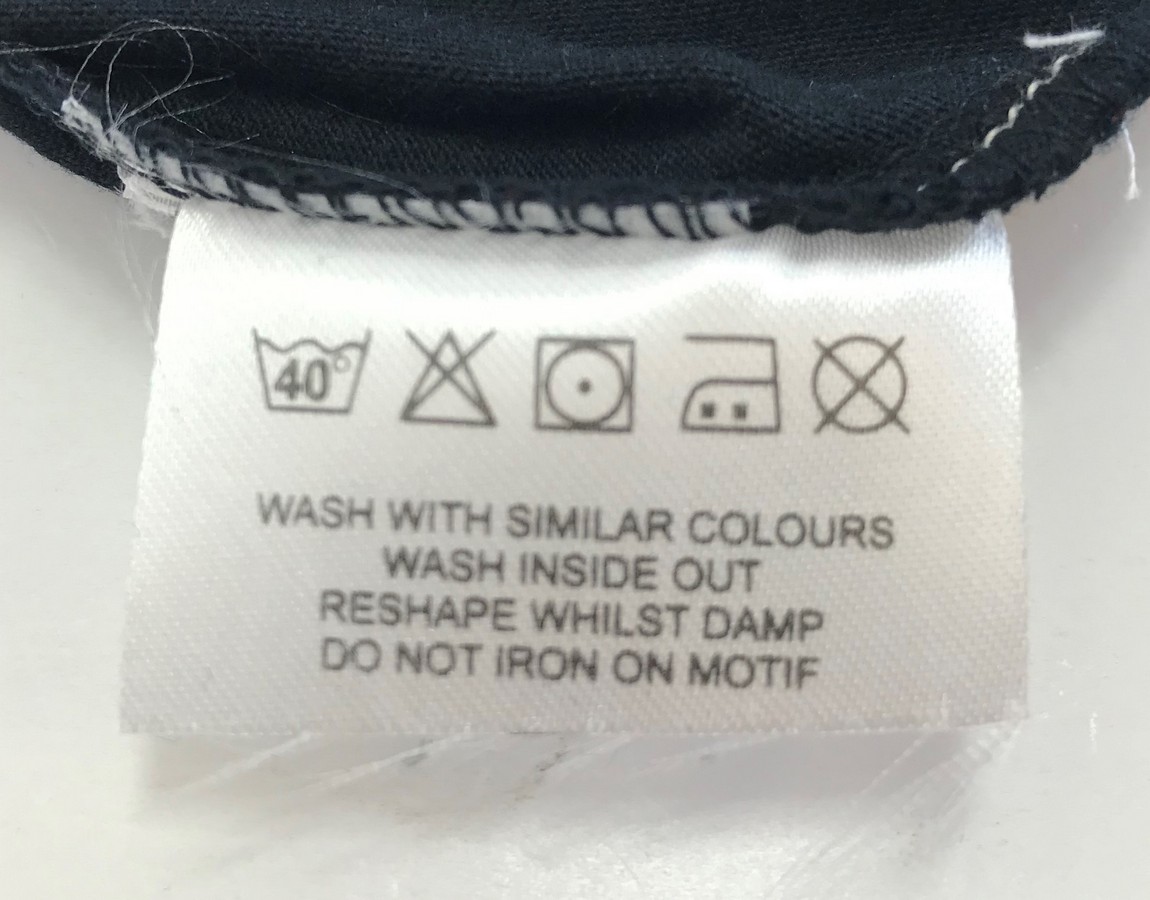 40°
WASH WITH SIMILAR COLOURS
WASH INSIDE OUT
RESHAPE WHILST DAMP
DO NOT IRON ON MOTIF